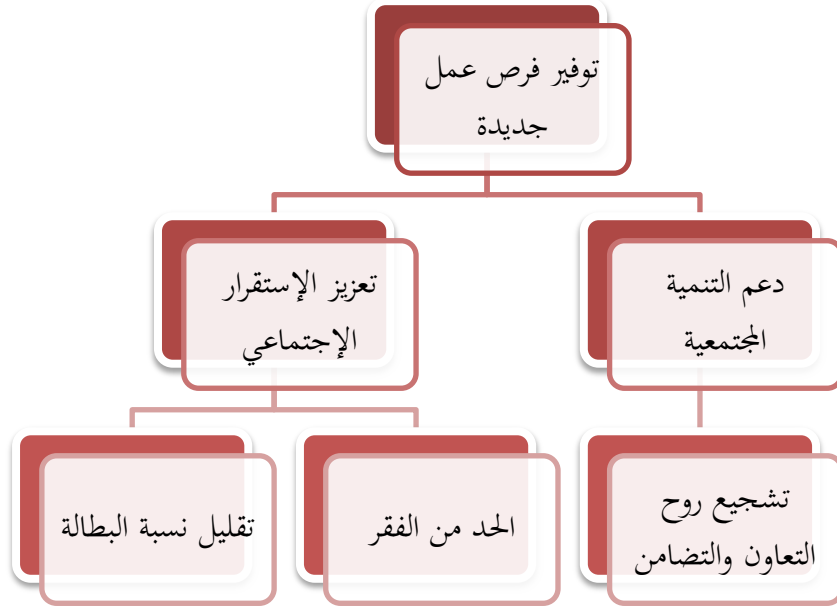 توفير فرص عمل
جديدة
دعم التنمية
المجتمعية
تعزيز الإستقرار
الإجتماعي
تشجيع روح
التعاون والتضامن
الحد من الفقر
تقليل نسبة البطالة